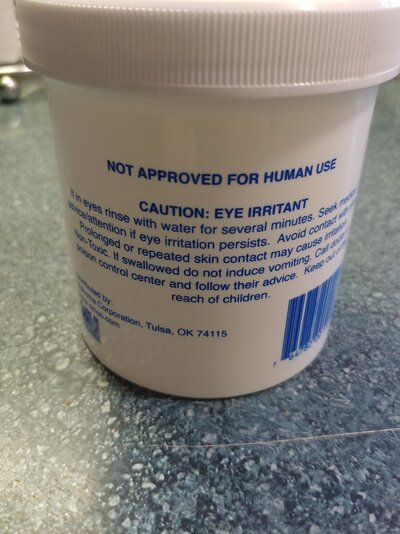 NOT APPROVED FOR HUMAN USE
CAUTION: EYE IRRITANT
If in eyes rinse with water for several minutes. Seek
advice/attention if eye irritation persists. Avoid contact with
Prolonged or repeated skin contact may cause irritation.
Non-Toxic. If swallowed do not induce vomiting. Call
poison control center and follow their advice. Keep out
reach of children.
by:
Corporation, Tulsa, OK 74115